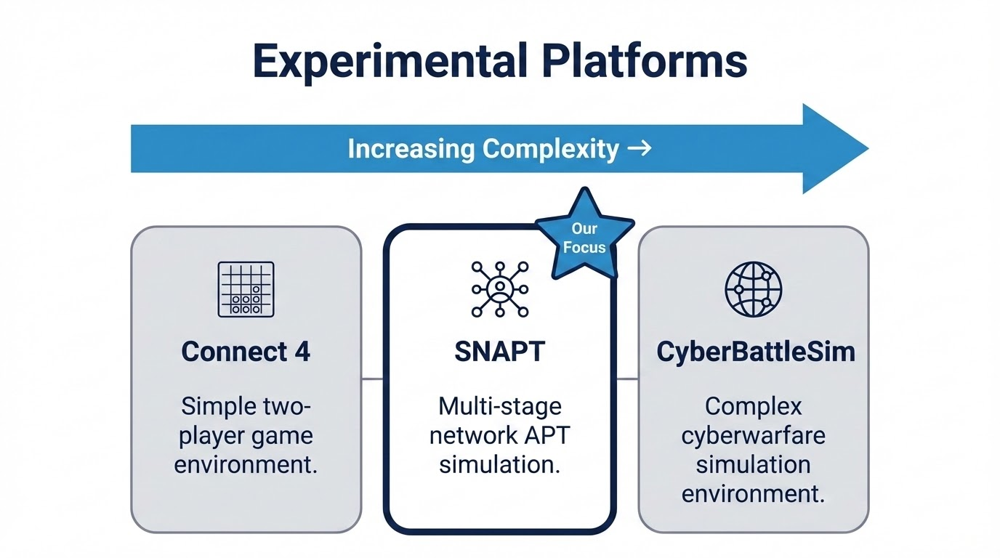 Experimental Platforms
Increasing Complexity →
Our
Focus
Connect 4
Simple two-
player game
environment.
SNAPT
Multi-stage
network APT
simulation.
CyberBattleSim
Complex
cyberwarfare
simulation
environment.